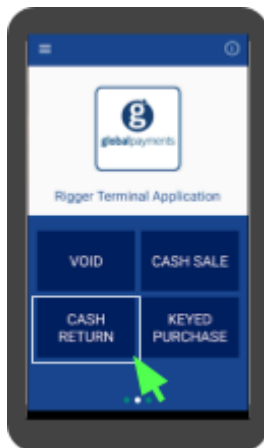 g
globalpayments
Rigger Terminal Application
VOID
CASH SALE
CASH
RETURN
KEYED
PURCHASE